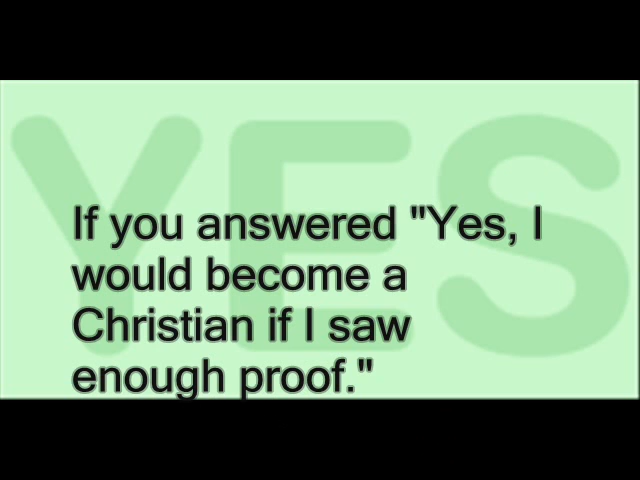 YES
If you answered "Yes, I
would become a
Christian if I saw
enough proof."